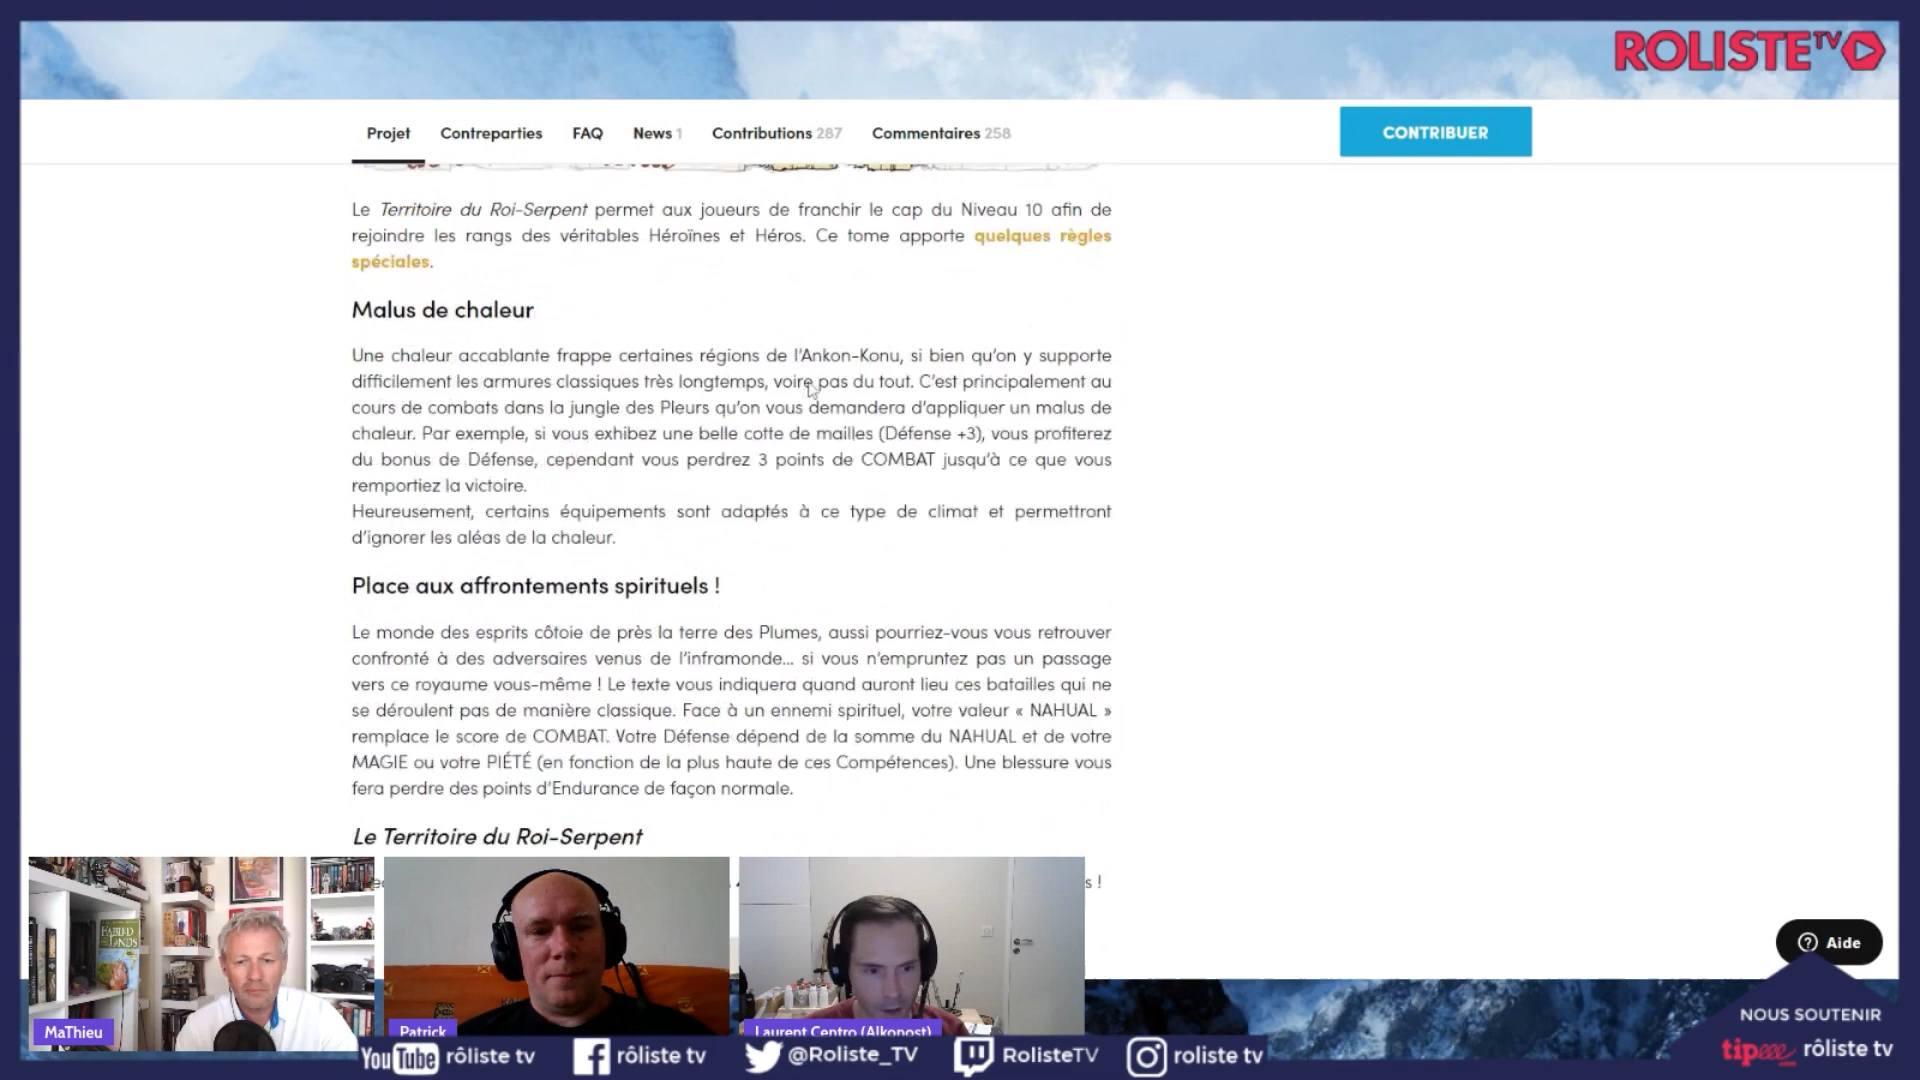 ROLISTE TV
Projet Contreparties FAQ News 1 Contributions 287 Commentaires 258
CONTRIBUER
Le Territoire du Roi-Serpent permet aux joueurs de franchir le cap du Niveau 10 afin de
rejoindre les rangs des véritables Héroïnes et Héros. Ce tome apporte quelques règles
spéciales.
Malus de chaleur
Une chaleur accablante frappe certaines régions de l'Ankon-Konu, si bien qu'on y supporte
difficilement les armures classiques très longtemps, voire pas du tout. C'est principalement au
cours de combats dans la jungle des Pleurs qu'on vous demandera d'appliquer un malus de
chaleur. Par exemple, si vous exhibez une belle cotte de mailles (Défense +3), vous profiterez
du bonus de Défense, cependant vous perdrez 3 points de COMBAT jusqu'à ce que vous
remportiez la victoire.
Heureusement, certains équipements sont adaptés à ce type de climat et permettront
d'ignorer les aléas de la chaleur.
Place aux affrontements spirituels !
Le monde des esprits côtoie de près la terre des Plumes, aussi pourriez-vous vous retrouver
confronté à des adversaires venus de l'inframonde... si vous n'empruntez pas un passage
vers ce royaume vous-même ! Le texte vous indiquera quand auront lieu ces batailles qui ne
se déroulent pas de manière classique. Face à un ennemi spirituel, votre valeur « NAHUAL »
remplace le score de COMBAT. Votre Défense dépend de la somme du NAHUAL et de votre
MAGIE ou votre PIÉTÉ (en fonction de la plus haute de ces Compétences). Une blessure vous
fera perdre des points d'Endurance de façon normale.
Le Territoire du Roi-Serpent
s !
FABLED
LANDS
Aide
MaThieu
Patrick
Laurent Centro (Alkonost)
NOUS SOUTENIR
tipeee rôliste tv
YouTube rôliste tv
rôliste tv
@Roliste_TV
RolisteTV
roliste tv